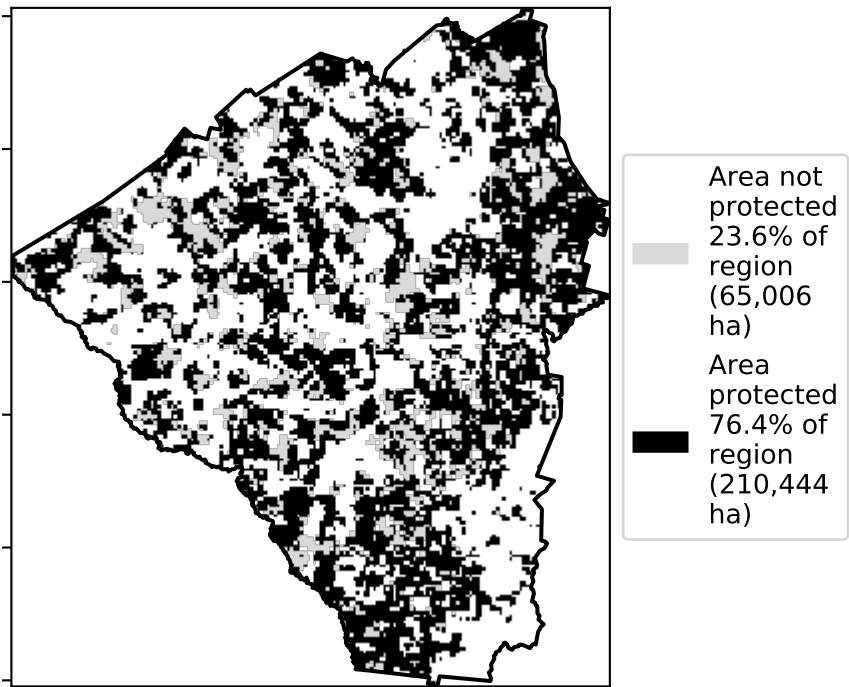 Area not
protected
23.6% of
region
(65,006
ha)
Area
protected
76.4% of
region
(210,444
ha)